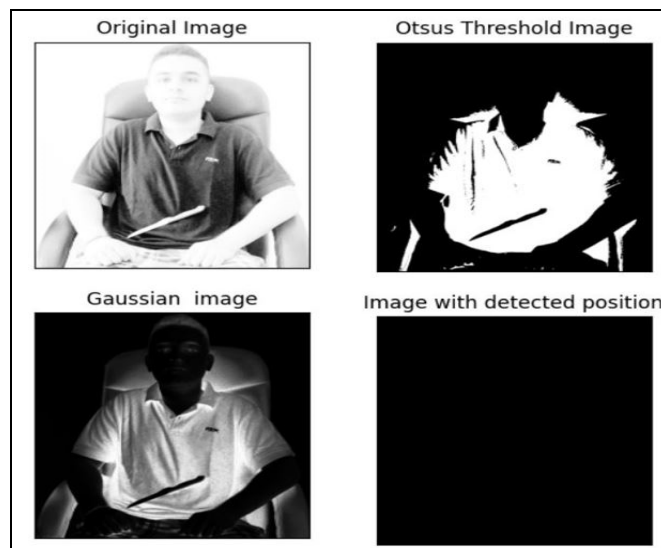 Original Image
Otsus Threshold Image
Gaussian  image
Image with detected position